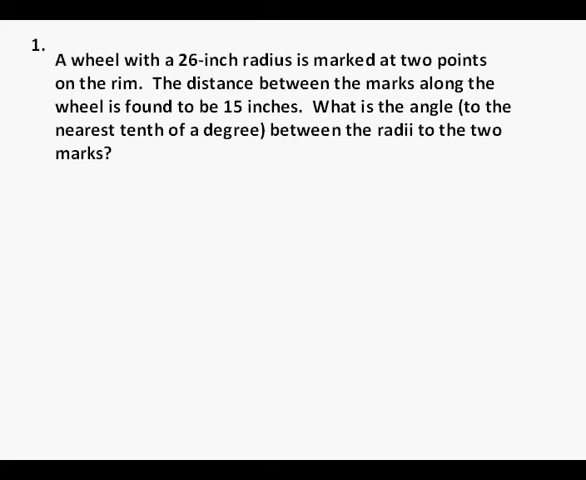 1.
A wheel with a 26-inch radius is marked at two points
on the rim.  The distance between the marks along the
wheel is found to be 15 inches.  What is the angle (to the
nearest tenth of a degree) between the radii to the two
marks?